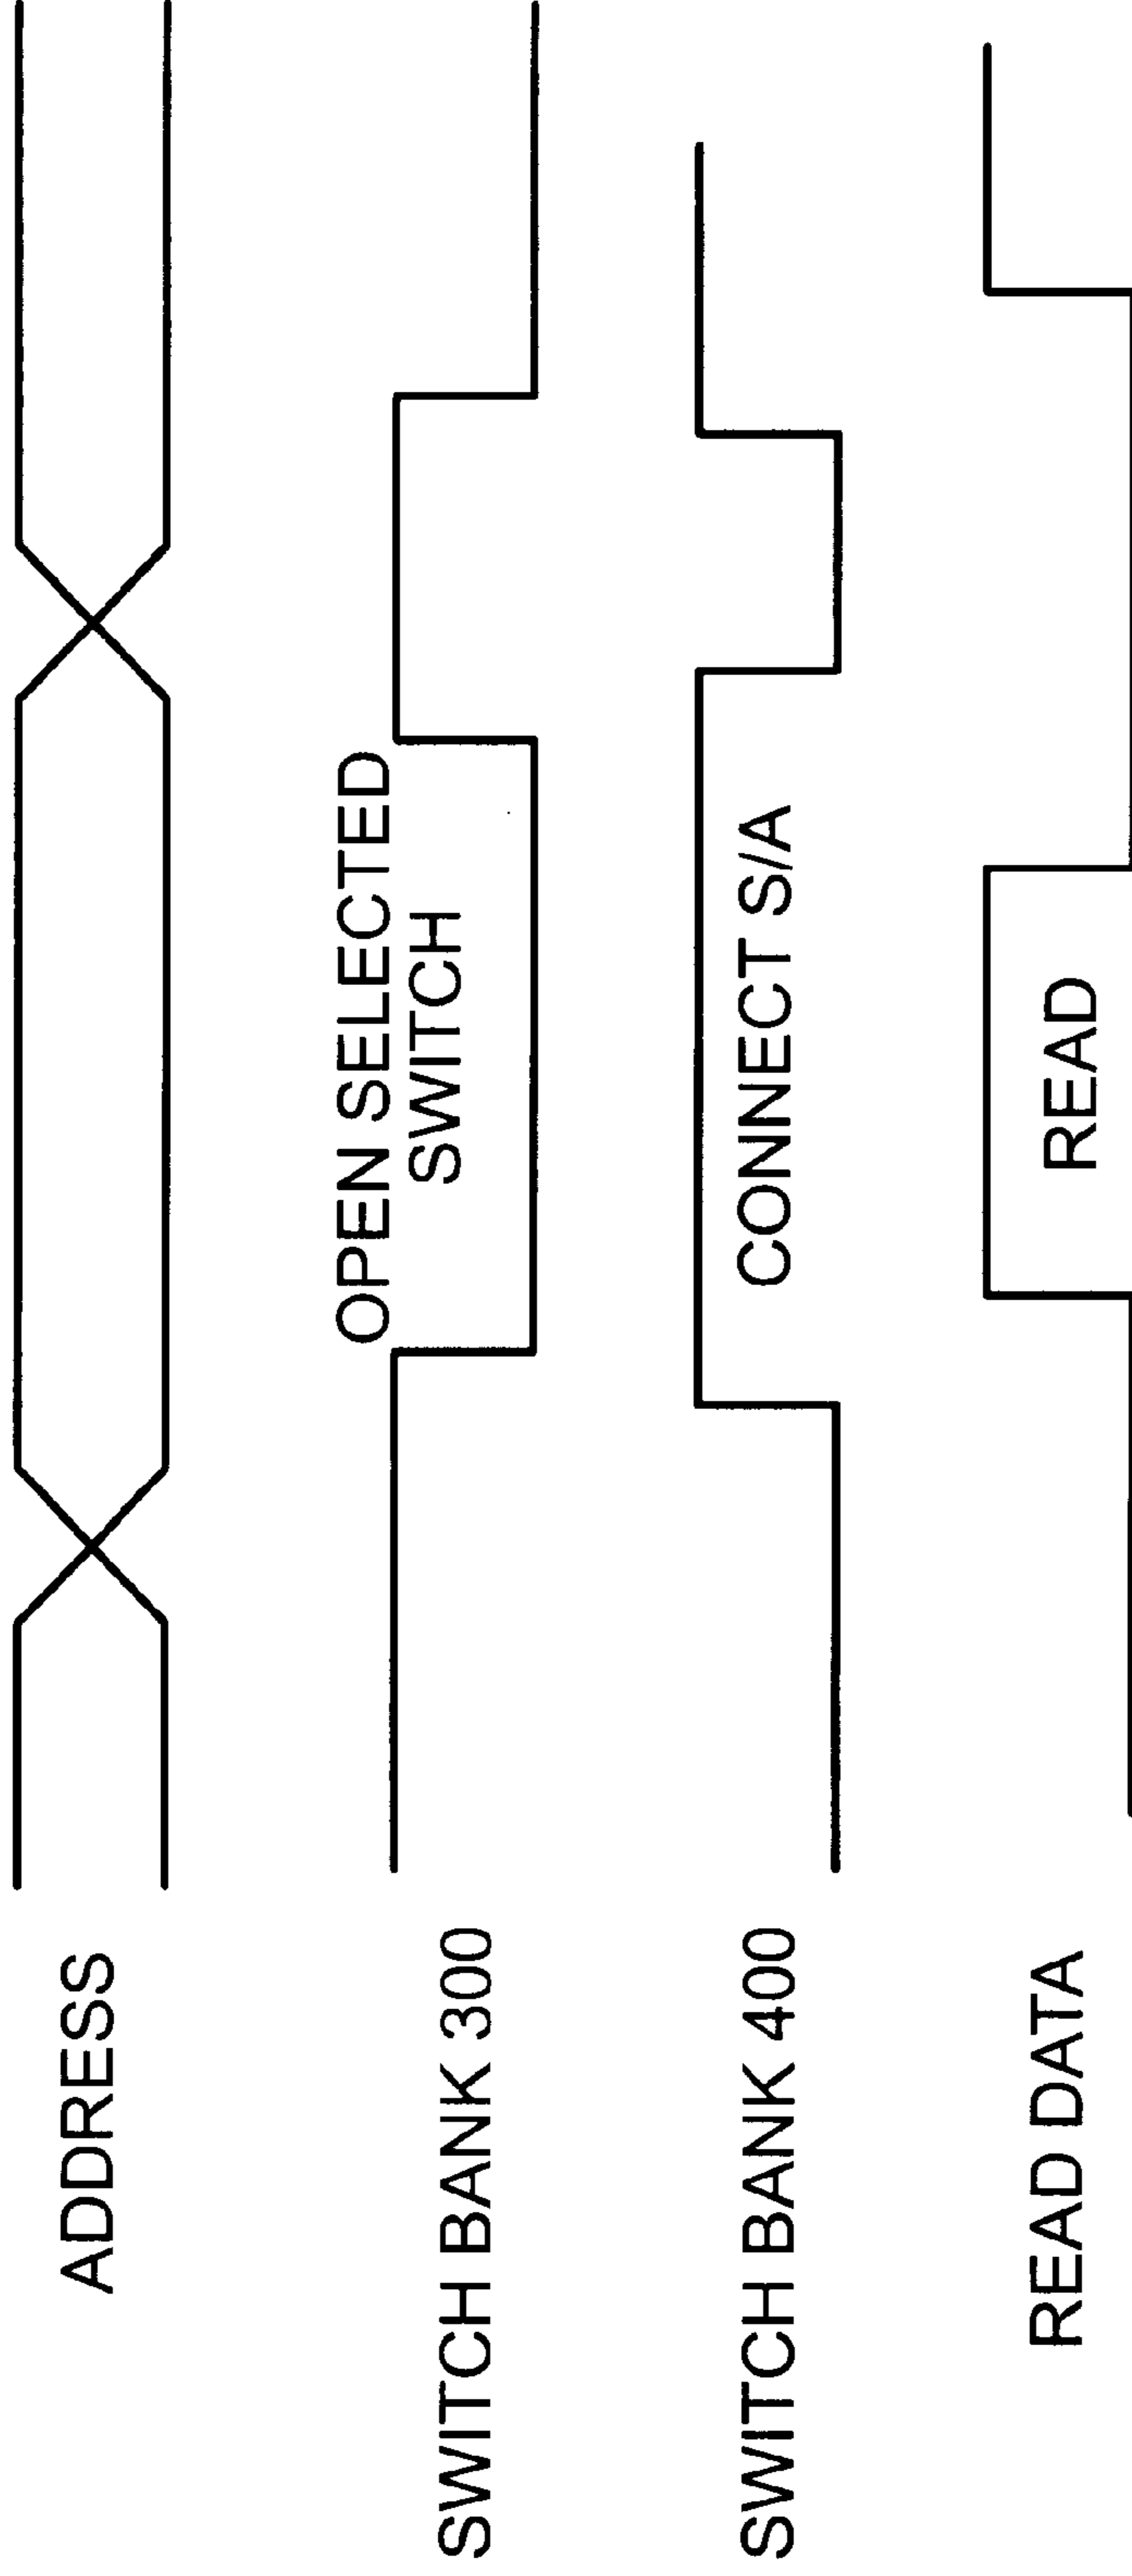 ADDRESS
SWITCH BANK 300
OPEN SELECTED
SWITCH
SWITCH BANK 400
CONNECT S/A
READ DATA
READ